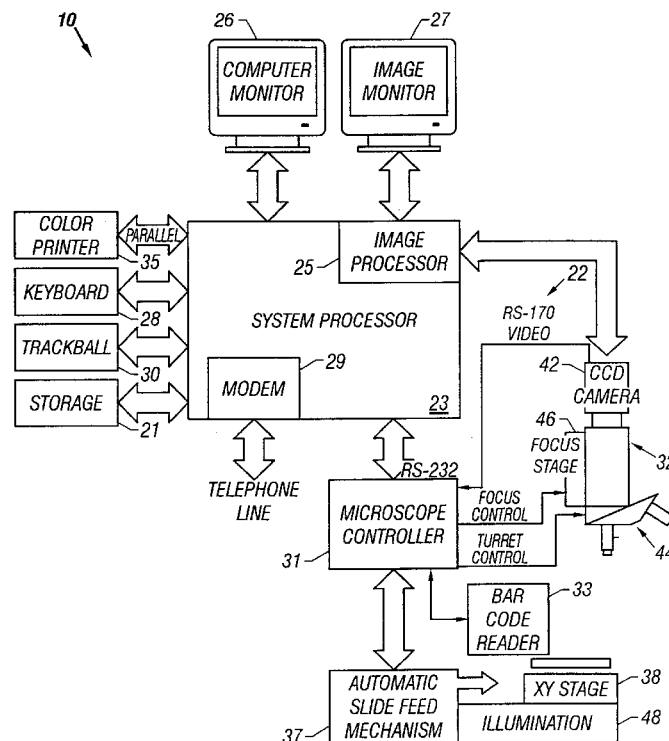 10
26
27
COMPUTER
MONITOR
IMAGE
MONITOR
COLOR
PRINTER
PARALLEL
35
IMAGE
PROCESSOR
25
22
KEYBOARD
28
SYSTEM PROCESSOR
RS-170
VIDEO
TRACKBALL
30
29
MODEM
42
CCD
CAMERA
STORAGE
21
23
46
FOCUS
STAGE
32
TELEPHONE
LINE
RS-232
MICROSCOPE
CONTROLLER
31
FOCUS
CONTROL
TURRET
CONTROL
44
33
BAR
CODE
READER
AUTOMATIC
SLIDE FEED
MECHANISM
37
XY STAGE
38
ILLUMINATION
48